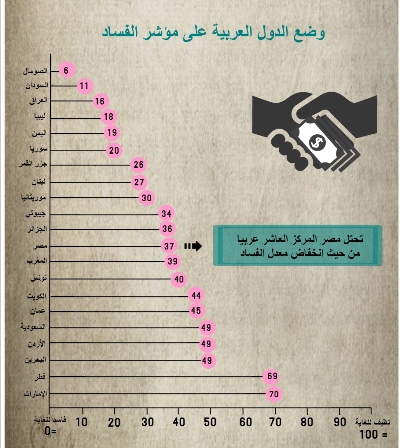 وضع الدول العربية على مؤشر الفساد
الصومال 6
السودان 11
العراق 16
ليبيا 18
اليمن 19
سوريا 20
جزر القمر 26
لبنان 27
موريتانيا 30
جيبوتي 34
الجزائر 36
مصر 37
المغرب 39
تونس 40
الكويت 44
عمان 45
السعودية 49
الأردن 49
البحرين 49
قطر 69
الإمارات 70
تحتل مصر المركز العاشر عربيا
من حيث انخفاض معدل الفساد
$
فاسد للغاية 10 20 30 40 50 60 70 80 90 نظيف للغاية
0= 100 =